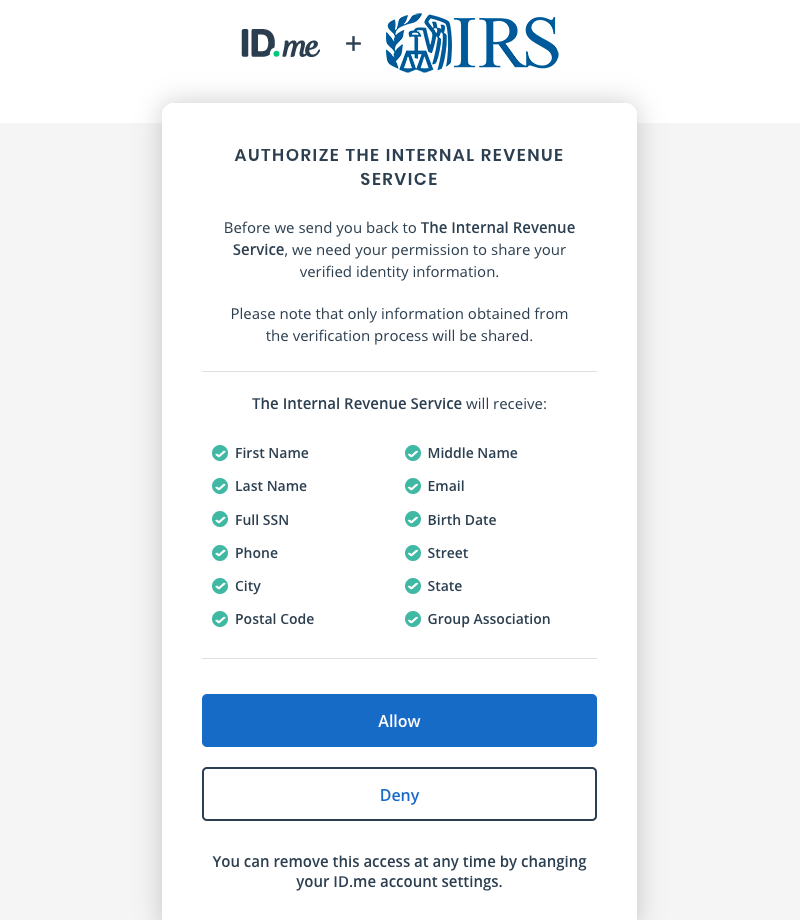 ID.me + IRS
AUTHORIZE THE INTERNAL REVENUE
SERVICE
Before we send you back to The Internal Revenue
Service, we need your permission to share your
verified identity information.
Please note that only information obtained from
the verification process will be shared.
The Internal Revenue Service will receive:
First Name Middle Name
Last Name Email
Full SSN Birth Date
Phone Street
City State
Postal Code Group Association
Allow
Deny
You can remove this access at any time by changing
your ID.me account settings.